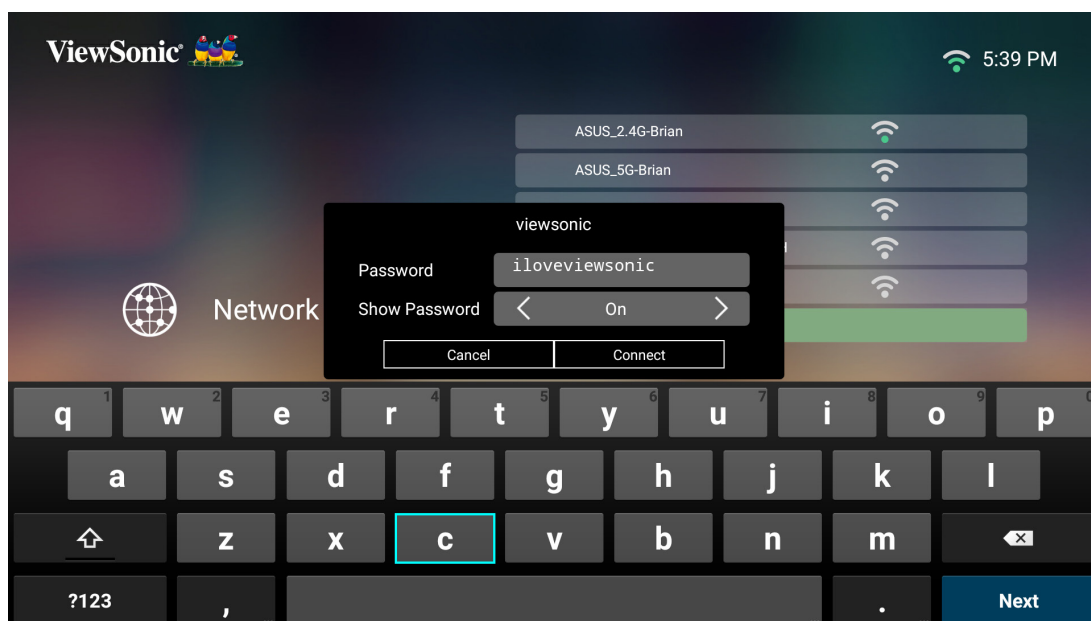 ViewSonic®
5:39 PM
ASUS_2.4G-Brian
ASUS_5G-Brian
viewsonic
Password iloveviewsonic
Network
Show Password On
Cancel Connect
q 1 w 2 e 3 r 4 t 5 y 6 u 7 i 8 o 9 p 0
a s d f g h j k l
z x c v b n m
?123 , . Next